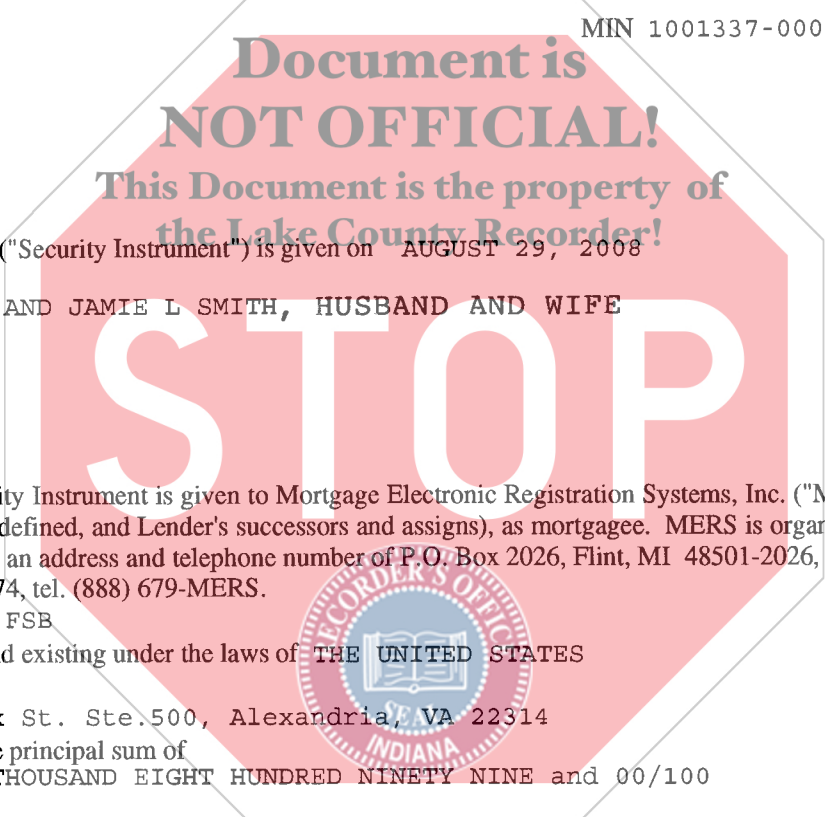 MIN 1001337-000
Document is
NOT OFFICIAL!
This Document is the property of
the Lake County Recorder!
("Security Instrument") is given on AUGUST 29, 2008
AND JAMIE L SMITH, HUSBAND AND WIFE
STOP
ity Instrument is given to Mortgage Electronic Registration Systems, Inc. ("M
defined, and Lender's successors and assigns), as mortgagee. MERS is organ
an address and telephone number of P.O. Box 2026, Flint, MI 48501-2026,
74, tel. (888) 679-MERS.
RECORDER'S OFFIC
FSB
d existing under the laws of THE UNITED STATES
St. Ste.500, Alexandria, VA 22314
SEAL
principal sum of
INDIANA
THOUSAND EIGHT HUNDRED NINETY NINE and 00/100